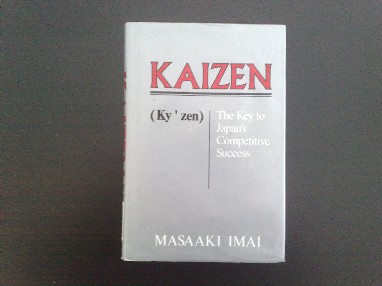 KAIZEN
(Ky ' zen)
The Key to
Japan's
Competitive
Success
MASAAKI IMAI